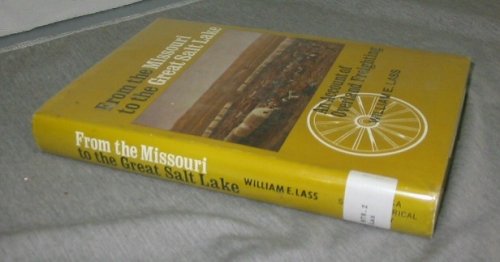 From the Missouri
to the Great Salt Lake
An Account of
Overland Freighting
WILLIAM E. LASS
From the Missouri
to the Great Salt Lake
WILLIAM E. LASS